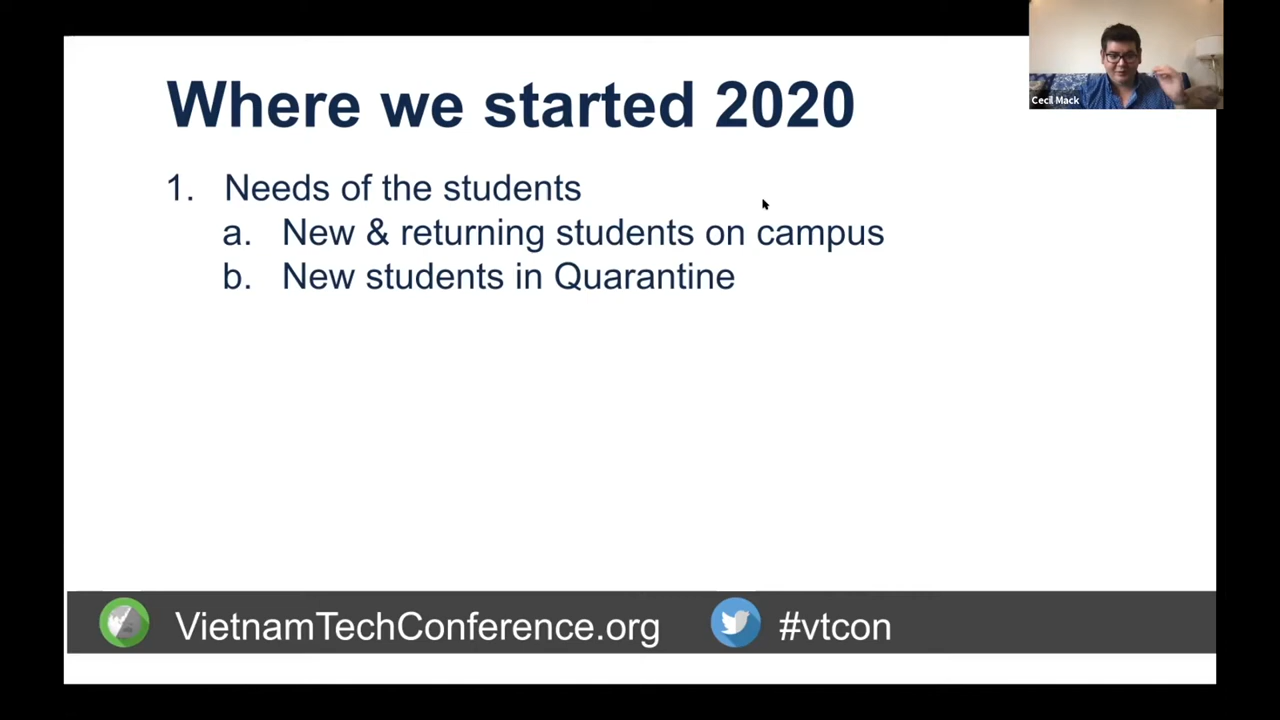 Where we started 2020
Cecil Mack
1. Needs of the students
a. New & returning students on campus
b. New students in Quarantine
VietnamTechConference.org
#vtcon